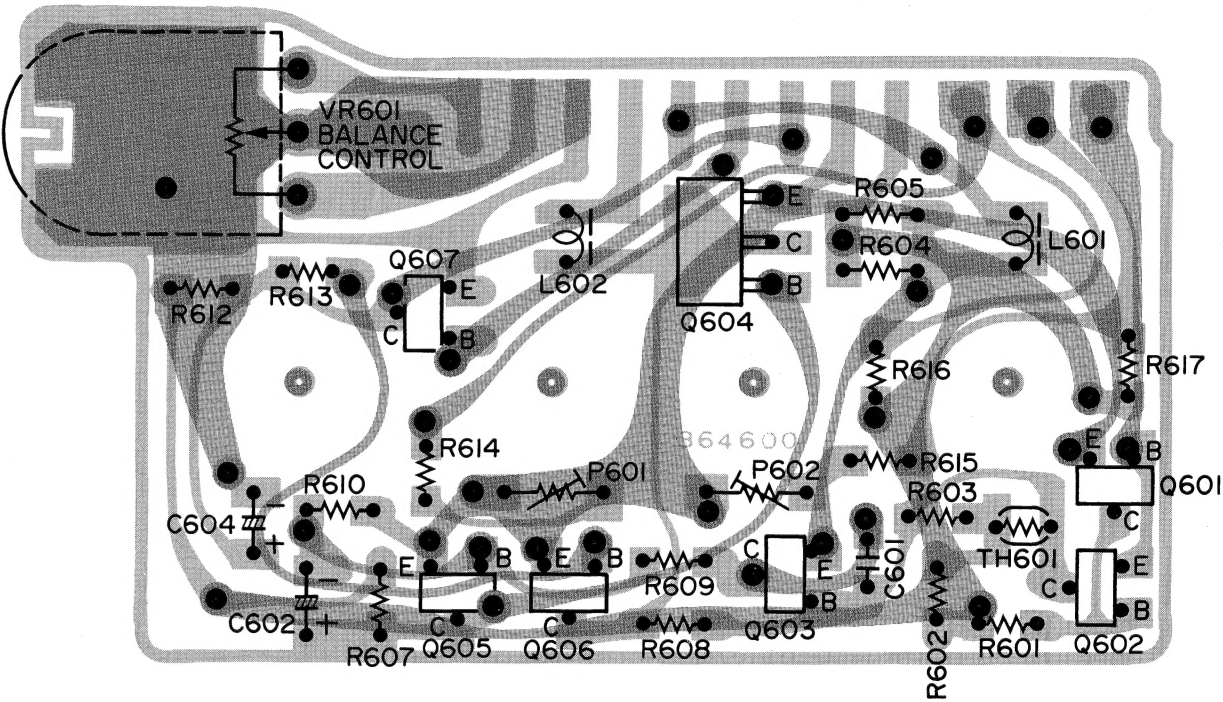 VR601
BALANCE
CONTROL
E
R605
C
R604
L601
B
Q604
Q607
E
L602
R613
R612
C
B
R616
R617
864600
R614
P601
P602
R615
E
B
Q601
R610
R603
C
C604
−
+
TH601
E
B
E
B
C
E
C601
R609
C
E
−
C602
+
B
B
C
C
R607
Q605
Q606
R608
Q603
R602
R601
Q602